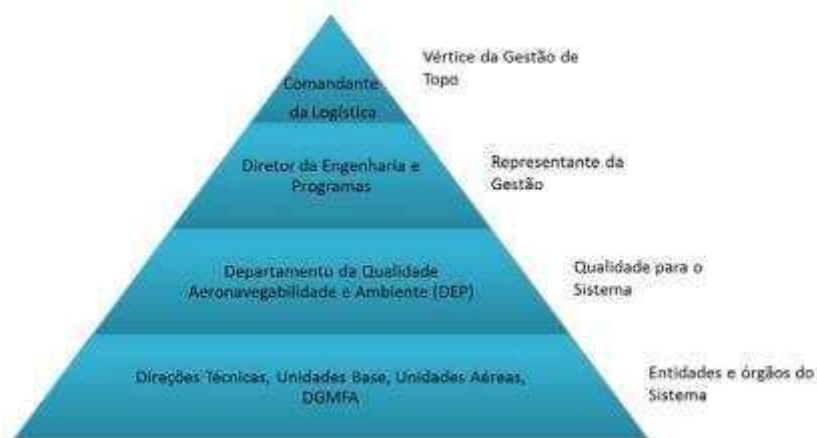 Vértice da Gestão de
Topo
Comandante
da Logística
Diretor da Engenharia e
Programas
Representante da
Gestão
Departamento da Qualidade
Aeronavegabilidade e Ambiente (DEP)
Qualidade para o
Sistema
Direções Técnicas, Unidades Base, Unidades Aéreas,
DGMFA
Entidades e órgãos do
Sistema